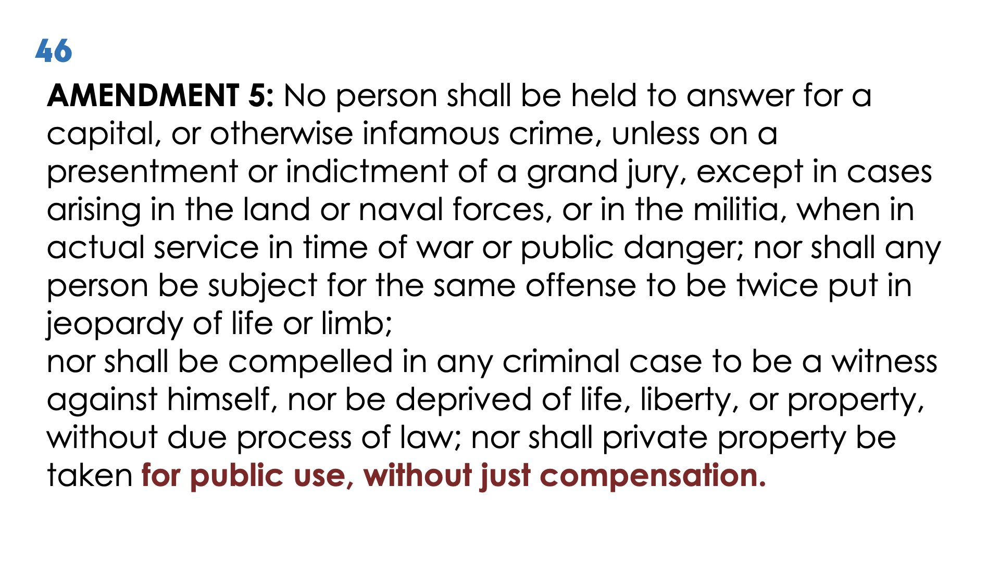 46
AMENDMENT 5: No person shall be held to answer for a
capital, or otherwise infamous crime, unless on a
presentment or indictment of a grand jury, except in cases
arising in the land or naval forces, or in the militia, when in
actual service in time of war or public danger; nor shall any
person be subject for the same offense to be twice put in
jeopardy of life or limb;
nor shall be compelled in any criminal case to be a witness
against himself, nor be deprived of life, liberty, or property,
without due process of law; nor shall private property be
taken for public use, without just compensation.